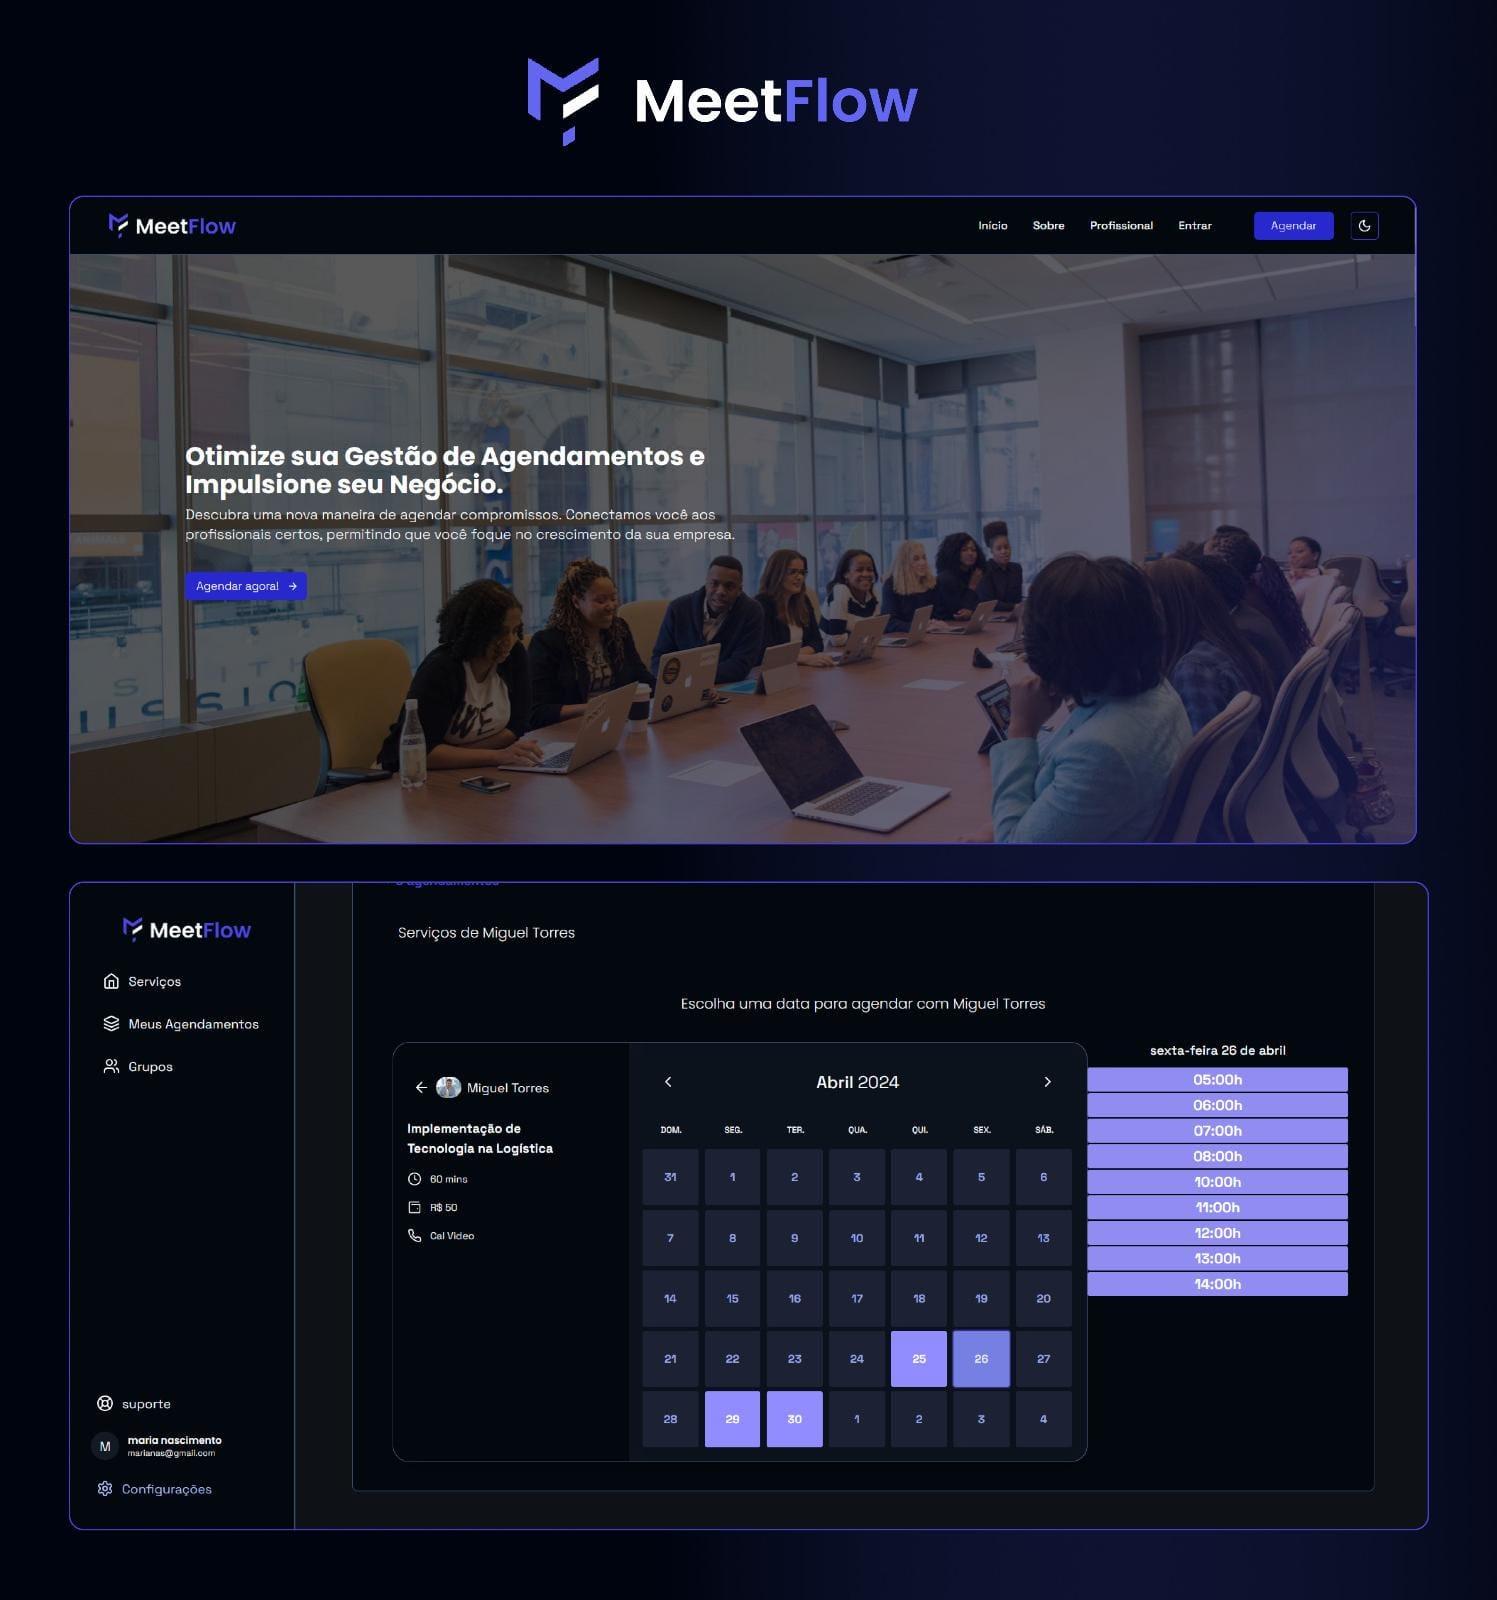 MeetFlow
MeetFlow
Início Sobre Profissional Entrar Agendar
Otimize sua Gestão de Agendamentos e
Impulsione seu Negócio.
Descubra uma nova maneira de agendar compromissos. Conectamos você aos
profissionais certos, permitindo que você foque no crescimento da sua empresa.
Agendar agora!
MeetFlow
Serviços
Meus Agendamentos
Grupos
suporte
M
maria nascimento
marianas@gmail.com
Configurações
Serviços de Miguel Torres
Escolha uma data para agendar com Miguel Torres
Miguel Torres
Implementação de
Tecnologia na Logística
60 mins
R$ 50
Cal Video
Abril 2024
DOM. SEG. TER. QUA. QUI. SEX. SÁB.
31 1 2 3 4 5 6
7 8 9 10 11 12 13
14 15 16 17 18 19 20
21 22 23 24 25 26 27
28 29 30 1 2 3 4
sexta-feira 26 de abril
05:00h
06:00h
07:00h
08:00h
10:00h
11:00h
12:00h
13:00h
14:00h